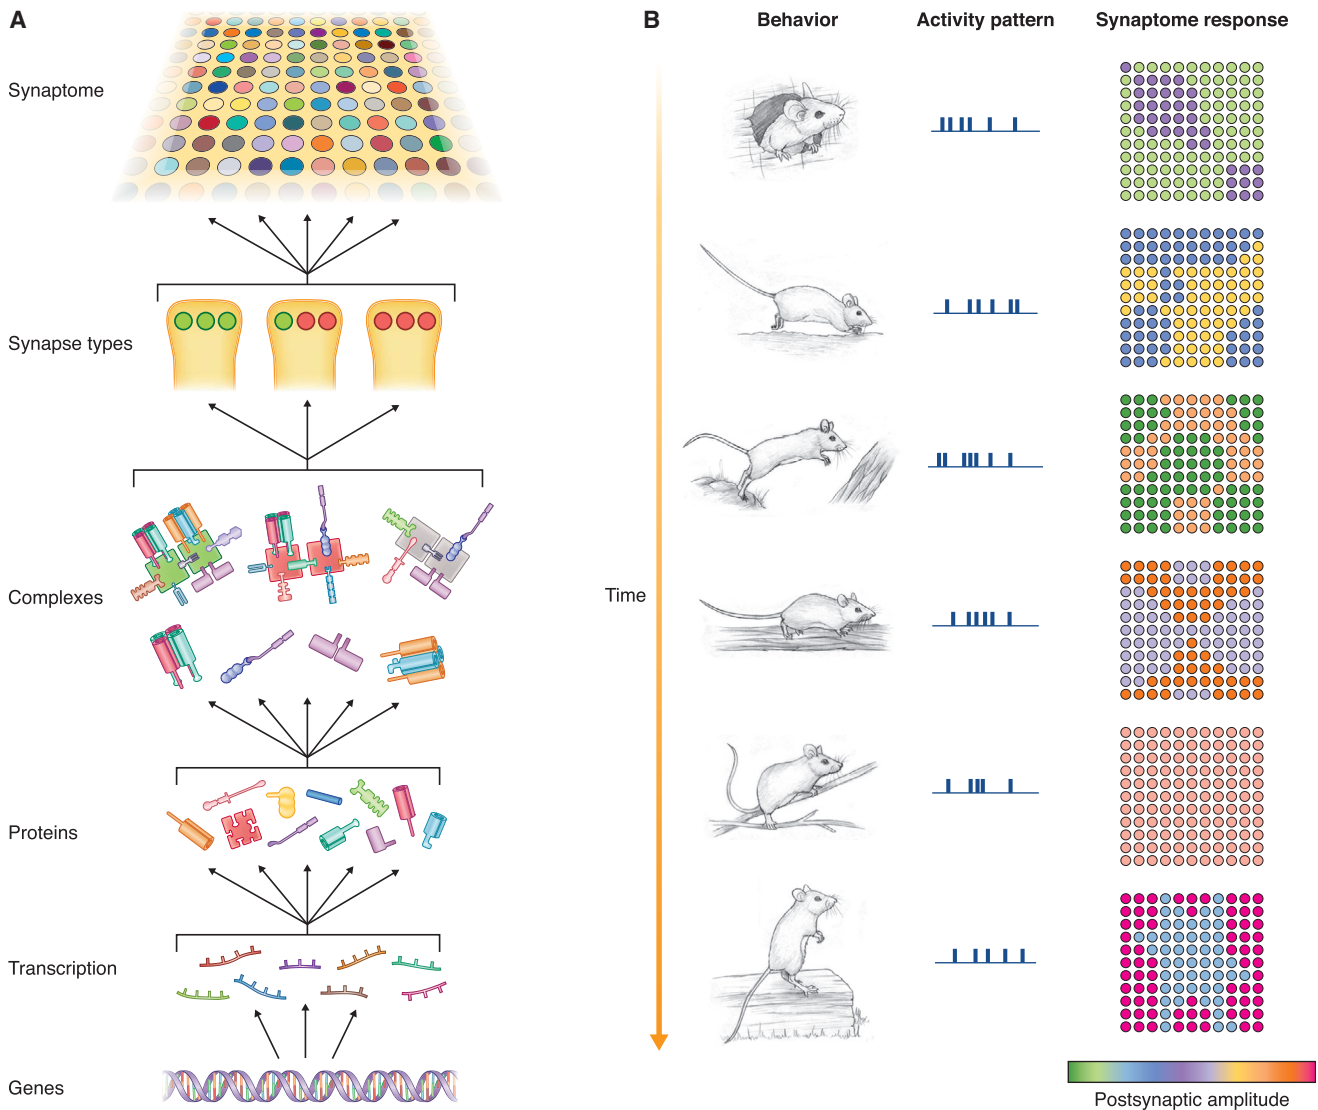 A
Synaptome
Synapse types
Complexes
Proteins
Transcription
Genes
B
Behavior
Activity pattern
Synaptome response
Time
Postsynaptic amplitude